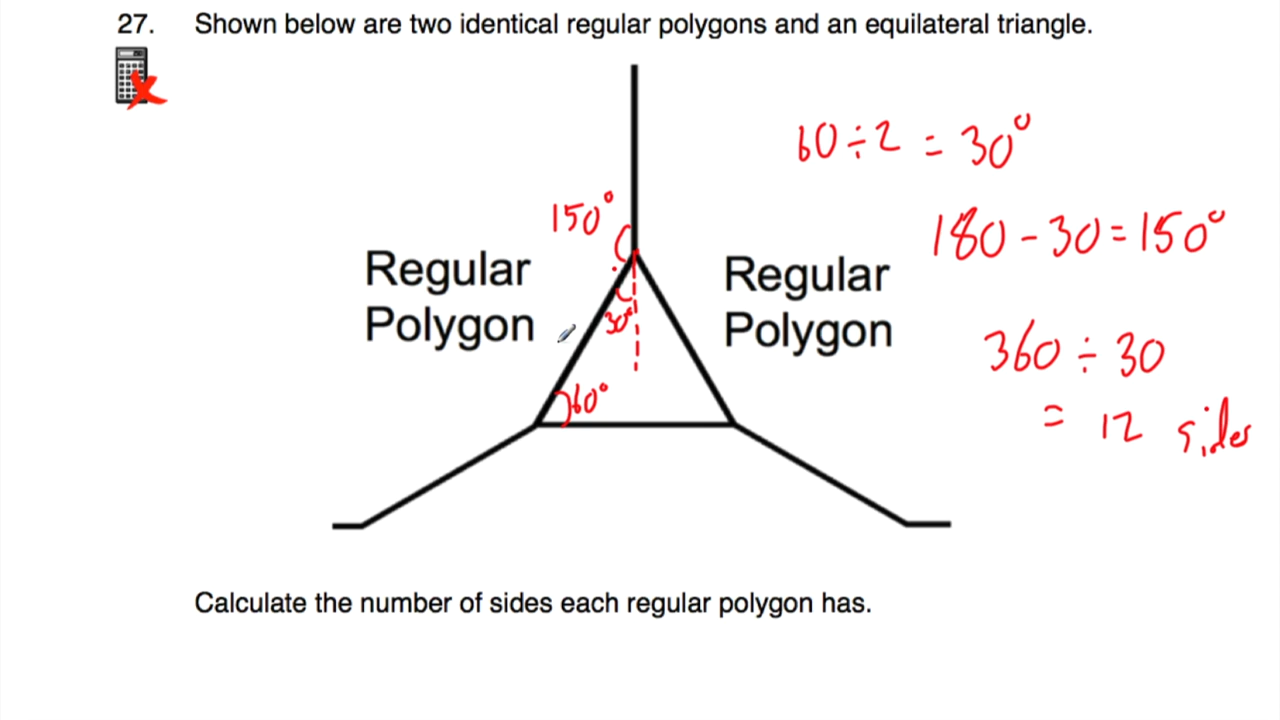 27. Shown below are two identical regular polygons and an equilateral triangle.
60÷2 = 30°
150°
180 - 30 = 150°
Regular
Polygon
Regular
Polygon
30°
360 ÷ 30
= 12 sides
60°
Calculate the number of sides each regular polygon has.